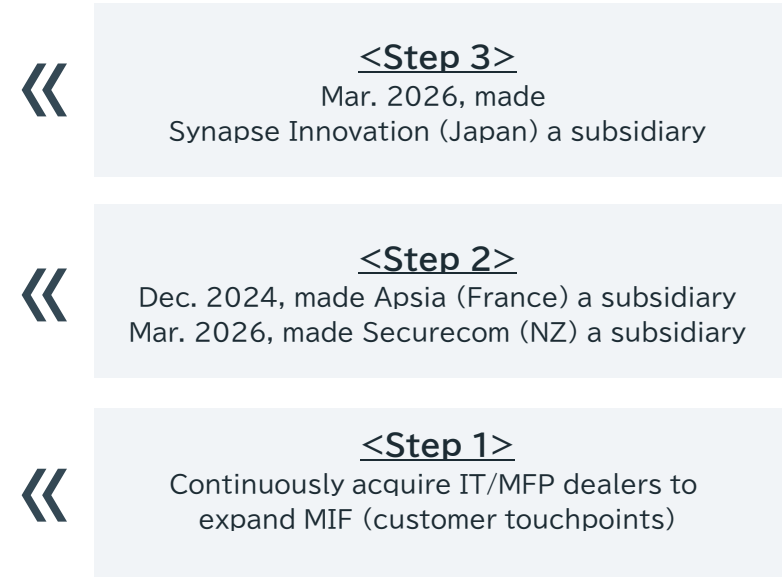 <Step 3>
Mar. 2026, made
Synapse Innovation (Japan) a subsidiary
<Step 2>
Dec. 2024, made Apsia (France) a subsidiary
Mar. 2026, made Securecom (NZ) a subsidiary
<Step 1>
Continuously acquire IT/MFP dealers to
expand MIF (customer touchpoints)